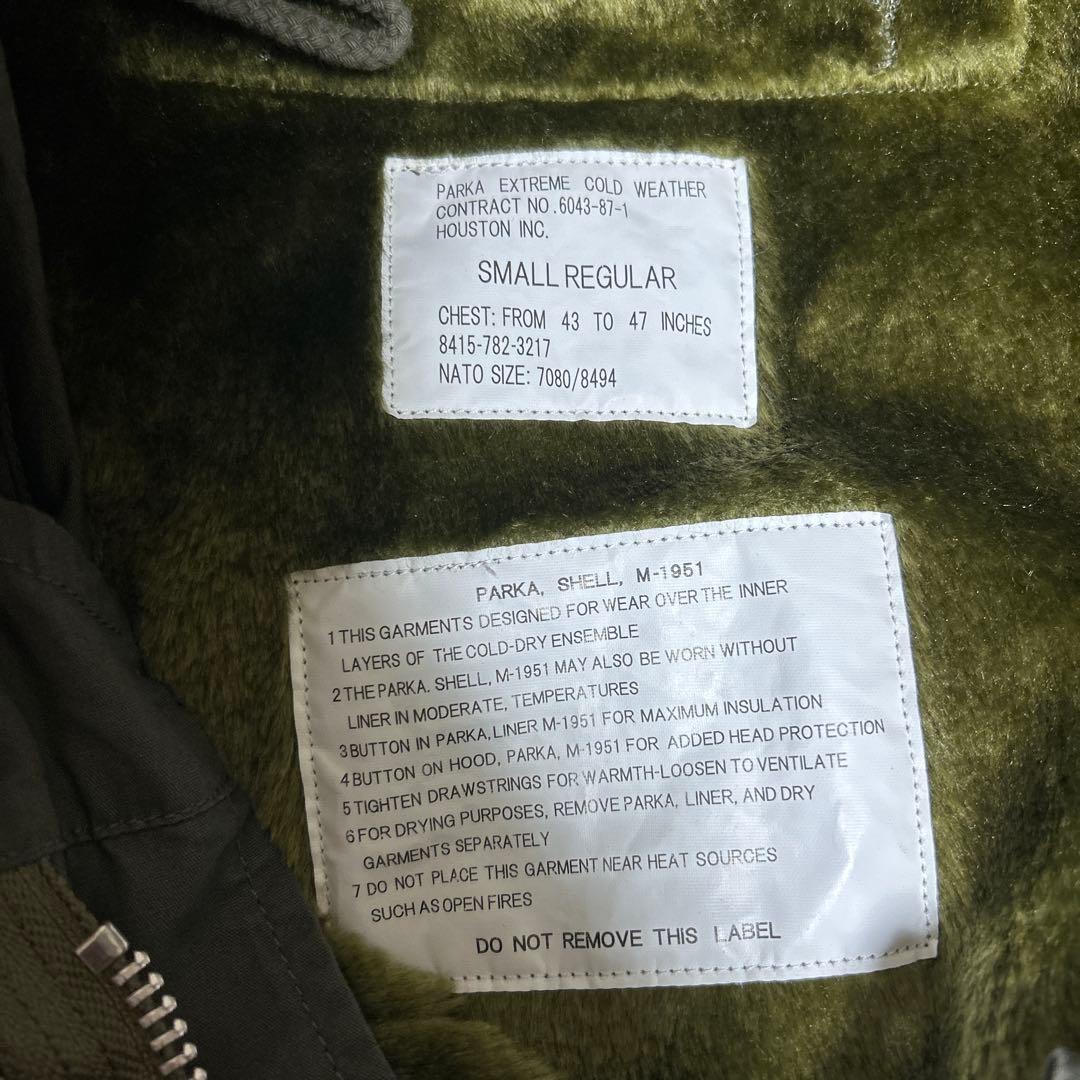 PARKA EXTREME COLD WEATHER
CONTRACT NO.6043-87-1
HOUSTON INC.
SMALL REGULAR
CHEST: FROM 43 TO 47 INCHES
8415-782-3217
NATO SIZE: 7080/8494
PARKA, SHELL, M-1951
1 THIS GARMENTS DESIGNED FOR WEAR OVER THE INNER
LAYERS OF THE COLD-DRY ENSEMBLE
2 THE PARKA. SHELL, M-1951 MAY ALSO BE WORN WITHOUT
LINER IN MODERATE, TEMPERATURES
3 BUTTON IN PARKA, LINER M-1951 FOR MAXIMUM INSULATION
4 BUTTON ON HOOD, PARKA, M-1951 FOR ADDED HEAD PROTECTION
5 TIGHTEN DRAWSTRINGS FOR WARMTH-LOOSEN TO VENTILATE
6 FOR DRYING PURPOSES, REMOVE PARKA, LINER, AND DRY
GARMENTS SEPARATELY
7 DO NOT PLACE THIS GARMENT NEAR HEAT SOURCES
SUCH AS OPEN FIRES
DO NOT REMOVE THIS LABEL